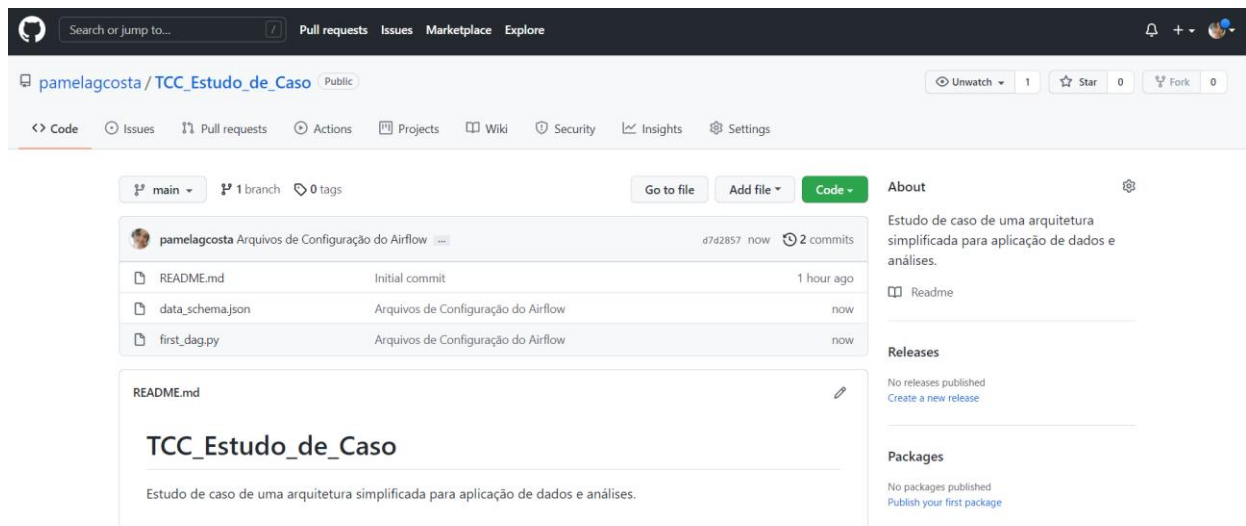 Search or jump to... / Pull requests Issues Marketplace Explore
pamelagcosta / TCC_Estudo_de_Caso Public Unwatch 1 Star 0 Fork 0
Code Issues Pull requests Actions Projects Wiki Security Insights Settings
main 1 branch 0 tags Go to file Add file Code
pamelagcosta Arquivos de Configuração do Airflow ... d7d2857 now 2 commits
README.md Initial commit 1 hour ago
data_schema.json Arquivos de Configuração do Airflow now
first_dag.py Arquivos de Configuração do Airflow now
README.md
TCC_Estudo_de_Caso
Estudo de caso de uma arquitetura simplificada para aplicação de dados e análises.
About
Estudo de caso de uma arquitetura
simplificada para aplicação de dados e
análises.
Readme
Releases
No releases published
Create a new release
Packages
No packages published
Publish your first package